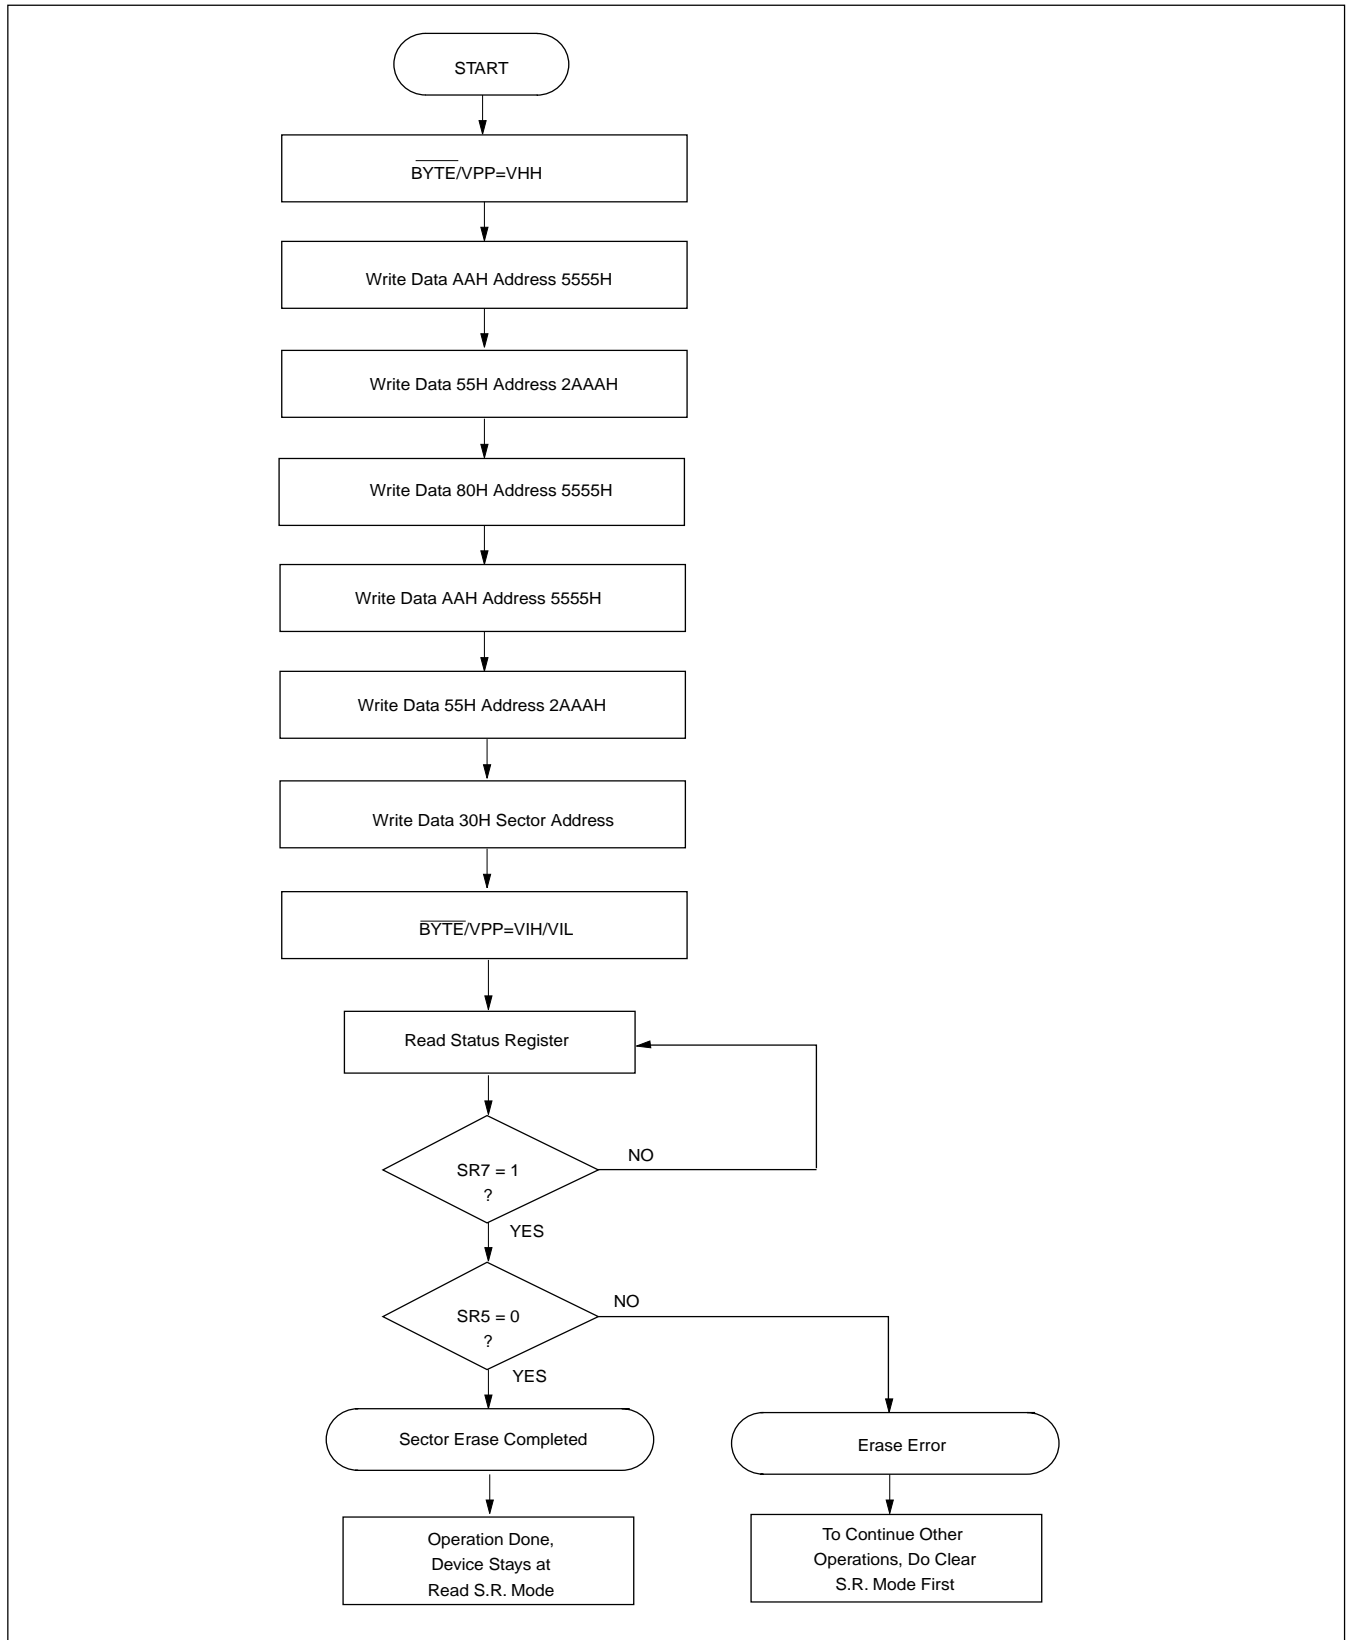 START
BYTE/VPP=VHH
Write Data AAH Address 5555H
Write Data 55H Address 2AAAH
Write Data 80H Address 5555H
Write Data AAH Address 5555H
Write Data 55H Address 2AAAH
Write Data 30H Sector Address
BYTE/VPP=VIH/VIL
Read Status Register
NO
SR7 = 1
?
YES
NO
SR5 = 0
?
YES
Sector Erase Completed
Erase Error
Operation Done,
Device Stays at
Read S.R. Mode
To Continue Other
Operations, Do Clear
S.R. Mode First